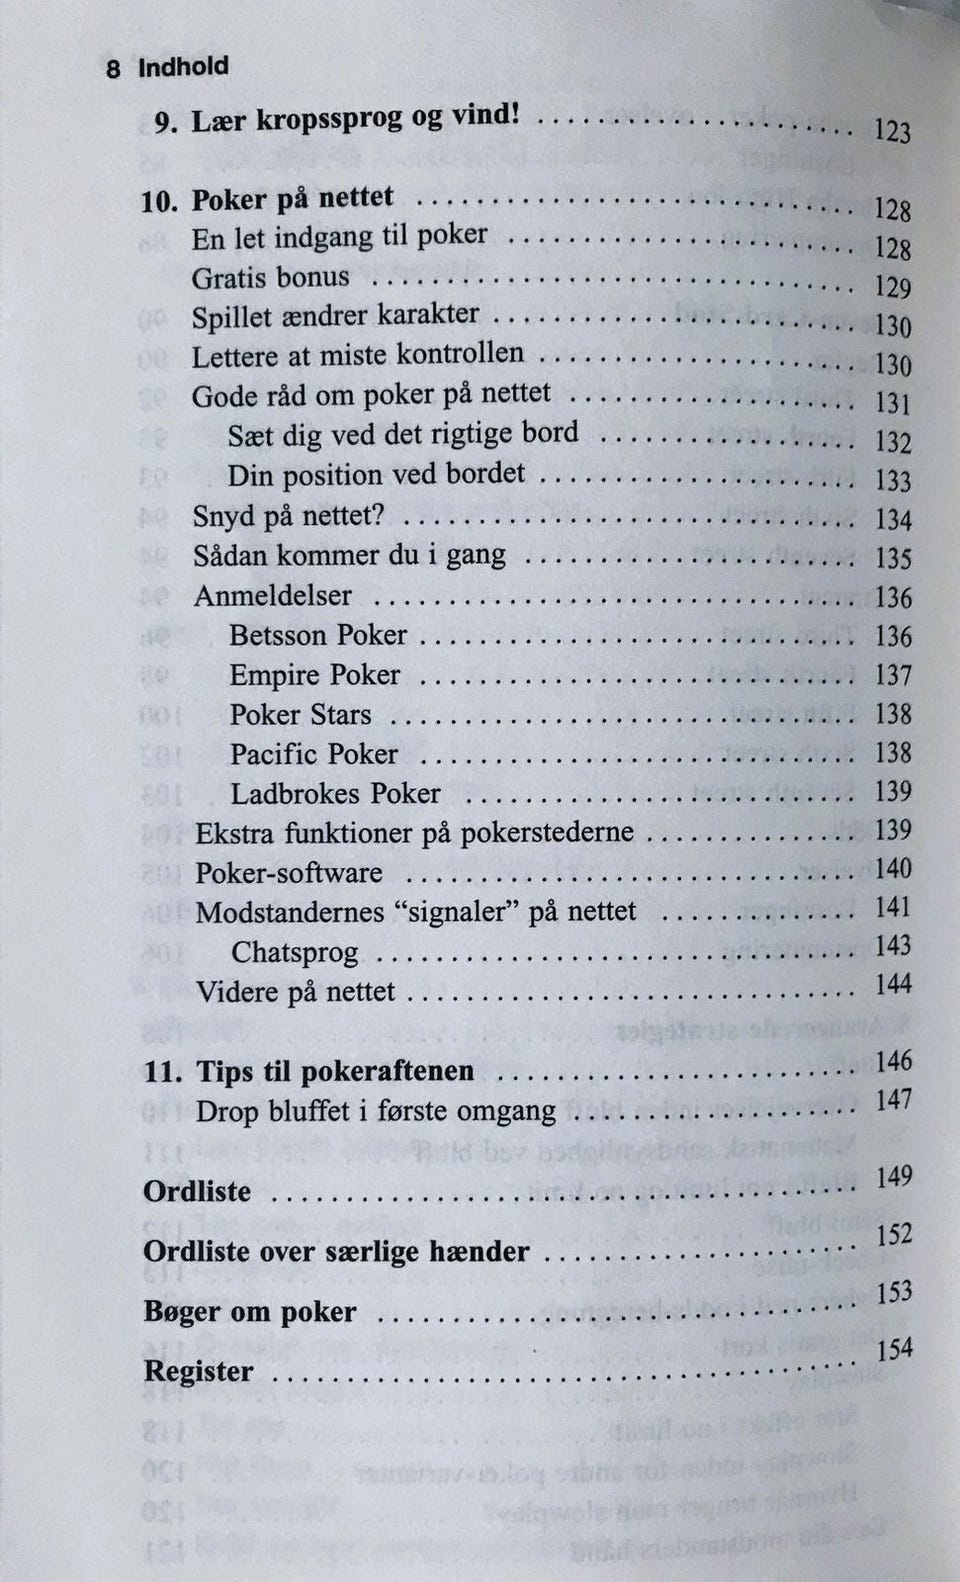 8 Indhold
9. Lær kropssprog og vind! ...................... 123
10. Poker på nettet .............................. 128
En let indgang til poker ........................ 128
Gratis bonus ................................. 129
Spillet ændrer karakter ......................... 130
Lettere at miste kontrollen ...................... 130
Gode råd om poker på nettet .................... 131
Sæt dig ved det rigtige bord .................. 132
Din position ved bordet ...................... 133
Snyd på nettet? ............................... 134
Sådan kommer du i gang ....................... 135
Anmeldelser ................................. 136
Betsson Poker .............................. 136
Empire Poker .............................. 137
Poker Stars ................................ 138
Pacific Poker .............................. 138
Ladbrokes Poker ........................... 139
Ekstra funktioner på pokerstederne ............... 139
Poker-software ............................... 140
Modstandernes “signaler” på nettet .............. 141
Chatsprog ................................. 143
Videre på nettet ............................... 144
11. Tips til pokeraftenen ......................... 146
Drop bluffet i første omgang .................... 147
Ordliste ........................................ 149
Ordliste over særlige hænder ...................... 152
Bøger om poker ................................. 153
Register ........................................ 154